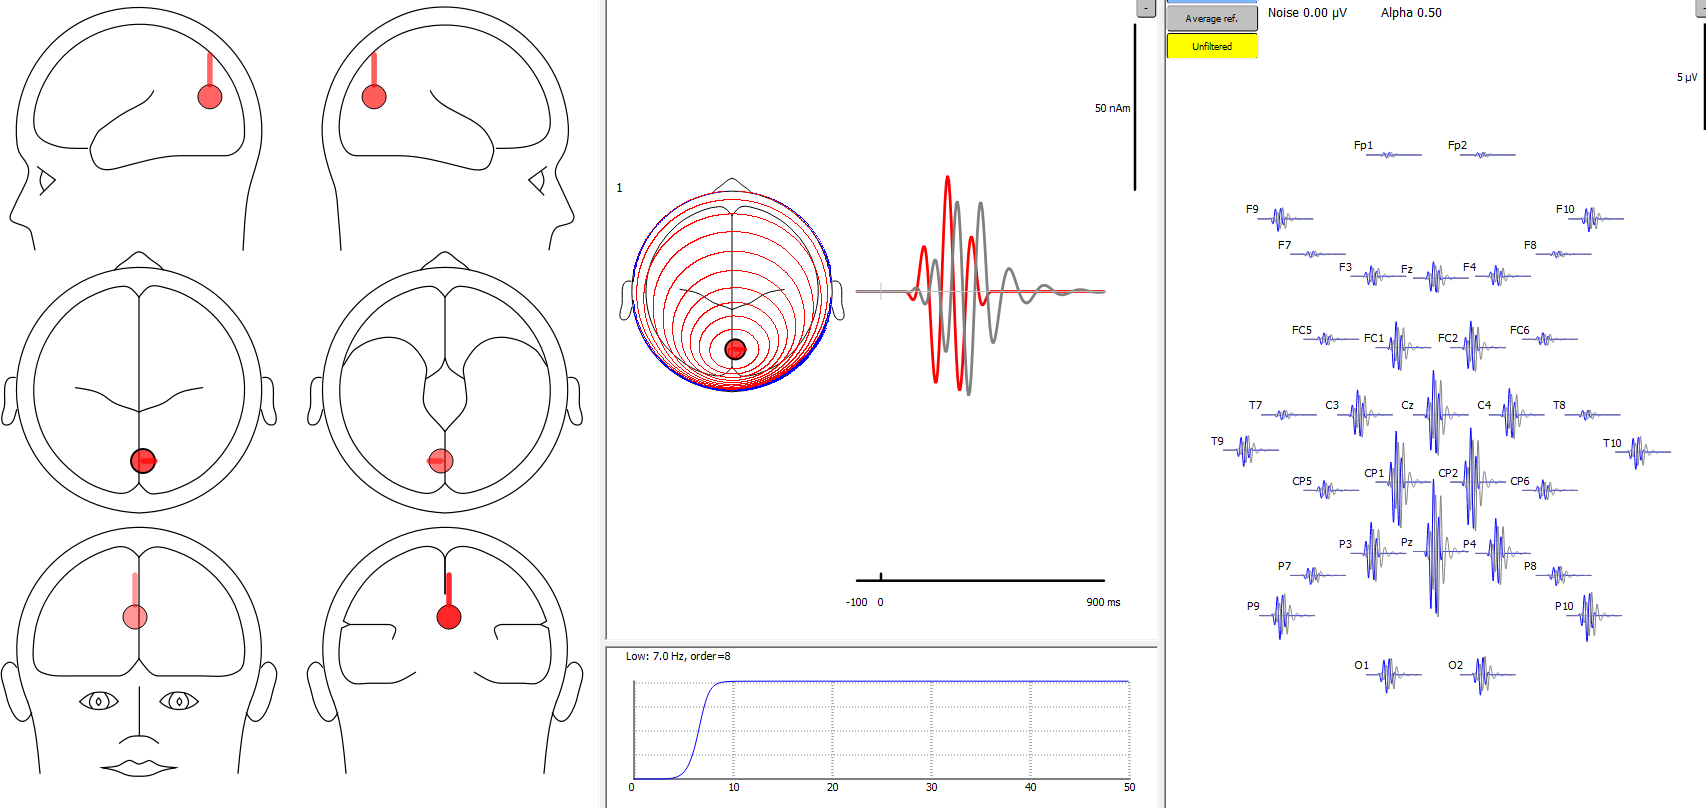 -
Average ref.
Noise 0.00 µV
Alpha 0.50
-
Unfiltered
5 µV
50 nAm
1
-100 0 900 ms
Low: 7.0 Hz, order=8
0 10 20 30 40 50
Fp1 Fp2
F9 F10
F7 F8
F3 Fz F4
FC5 FC1 FC2 FC6
T7 C3 Cz C4 T8
T9 T10
CP5 CP1 CP2 CP6
P3 Pz P4
P7 P8
P9 P10
O1 O2